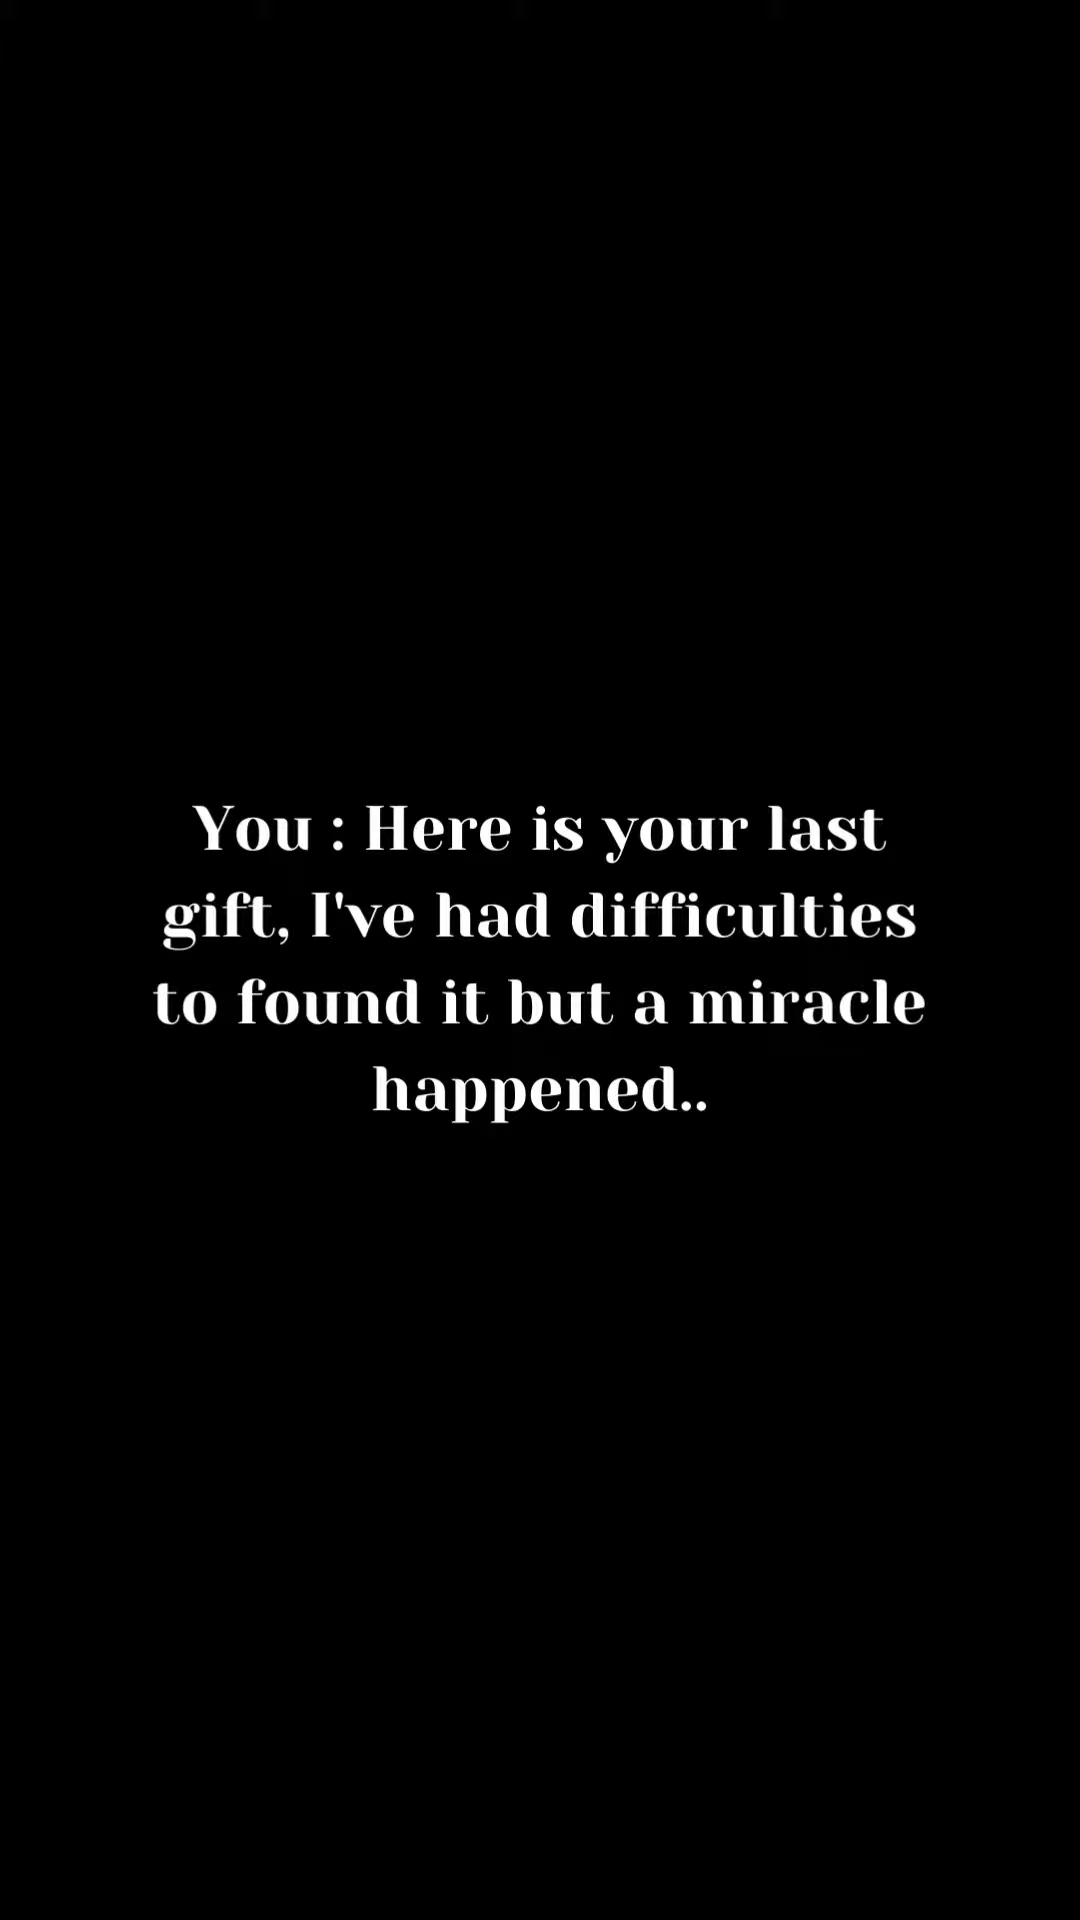 You : Here is your last
gift, I've had difficulties
to found it but a miracle
happened..